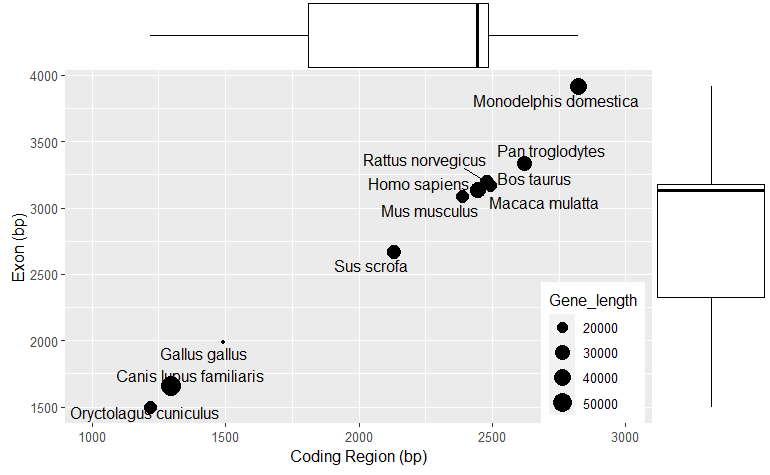 4000
Monodelphis domestica
3500
Pan troglodytes
Rattus norvegicus
Homo sapiens
Bos taurus
Macaca mulatta
Mus musculus
3000
Exon (bp)
Sus scrofa
2500
Gene_length
20000
30000
40000
50000
2000
Gallus gallus
Canis lupus familiaris
Oryctolagus cuniculus
1500
1000 1500 2000 2500 3000
Coding Region (bp)